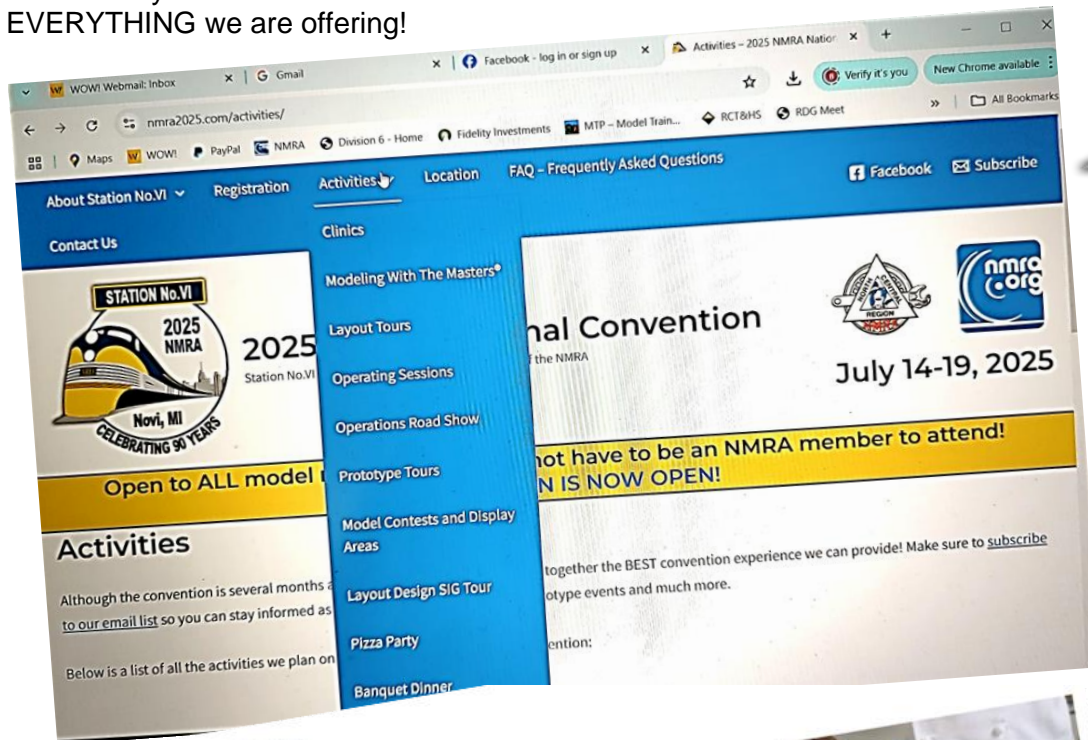 EVERYTHING we are offering!
WOW! Webmail: Inbox
Gmail
Facebook - log in or sign up
Activities – 2025 NMRA Nation
nmra2025.com/activities/
Verify it's you
New Chrome available
Maps
WOW!
PayPal
NMRA
Division 6 - Home
Fidelity Investments
MTP – Model Train...
RCT&HS
RDG Meet
All Bookmarks
About Station No.VI
Registration
Activities
Location
FAQ – Frequently Asked Questions
Facebook
Subscribe
Contact Us
Clinics
Modeling With The Masters®
Layout Tours
Operating Sessions
Operations Road Show
Prototype Tours
Model Contests and Display
Areas
Layout Design SIG Tour
Pizza Party
Banquet Dinner
STATION No.VI
2025
NMRA
Novi, MI
CELEBRATING 90 YEARS
2025
nal Convention
Station No.VI
f the NMRA
NORTH CENTRAL
REGION
nmra
.org
July 14-19, 2025
Open to ALL model
not have to be an NMRA member to attend!
N IS NOW OPEN!
Activities
Although the convention is several months a
together the BEST convention experience we can provide! Make sure to subscribe
to our email list so you can stay informed as
otype events and much more.
Below is a list of all the activities we plan on
ention: